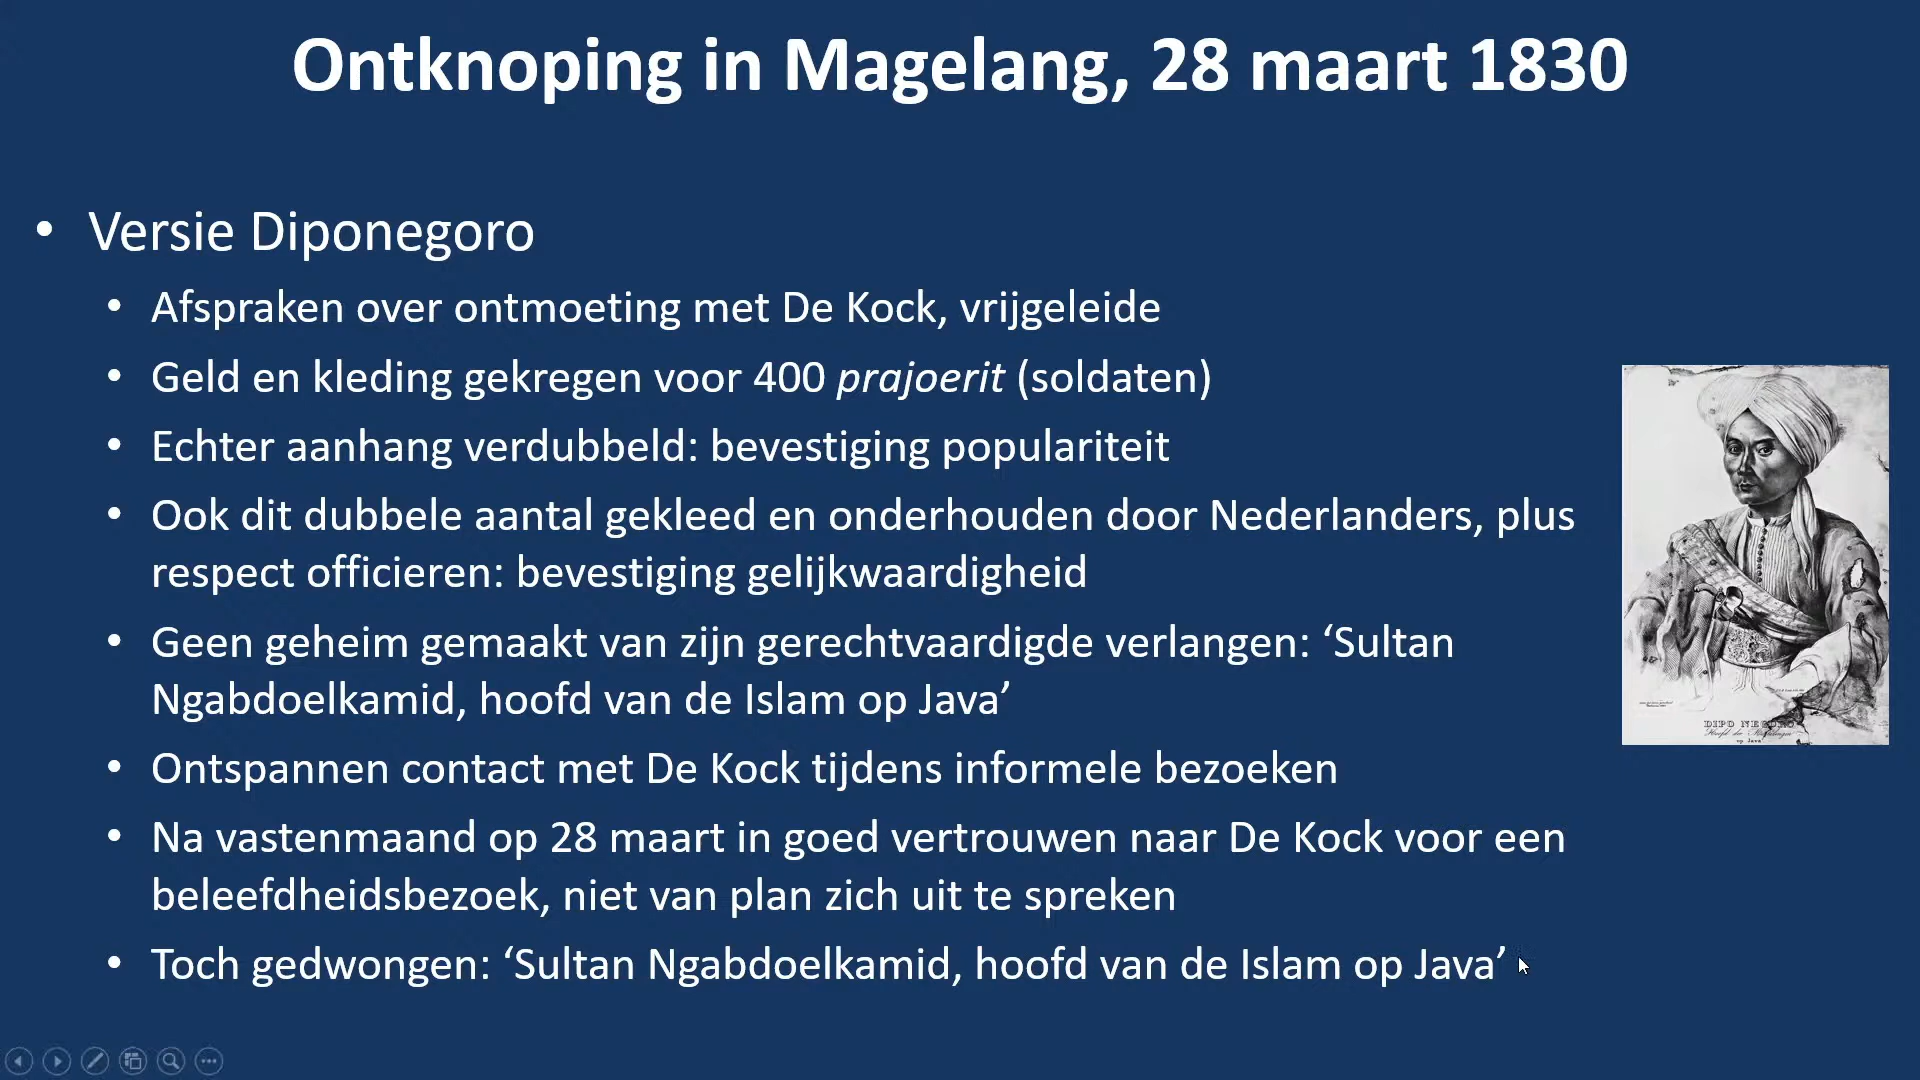 Ontknoping in Magelang, 28 maart 1830
• Versie Diponegoro
• Afspraken over ontmoeting met De Kock, vrijgeleide
• Geld en kleding gekregen voor 400 prajoerit (soldaten)
• Echter aanhang verdubbeld: bevestiging populariteit
• Ook dit dubbele aantal gekleed en onderhouden door Nederlanders, plus
respect officieren: bevestiging gelijkwaardigheid
• Geen geheim gemaakt van zijn gerechtvaardigde verlangen: ‘Sultan
Ngabdoelkamid, hoofd van de Islam op Java’
• Ontspannen contact met De Kock tijdens informele bezoeken
• Na vastenmaand op 28 maart in goed vertrouwen naar De Kock voor een
beleefdheidsbezoek, niet van plan zich uit te spreken
• Toch gedwongen: ‘Sultan Ngabdoelkamid, hoofd van de Islam op Java’
DIPO NEGORO
op Java